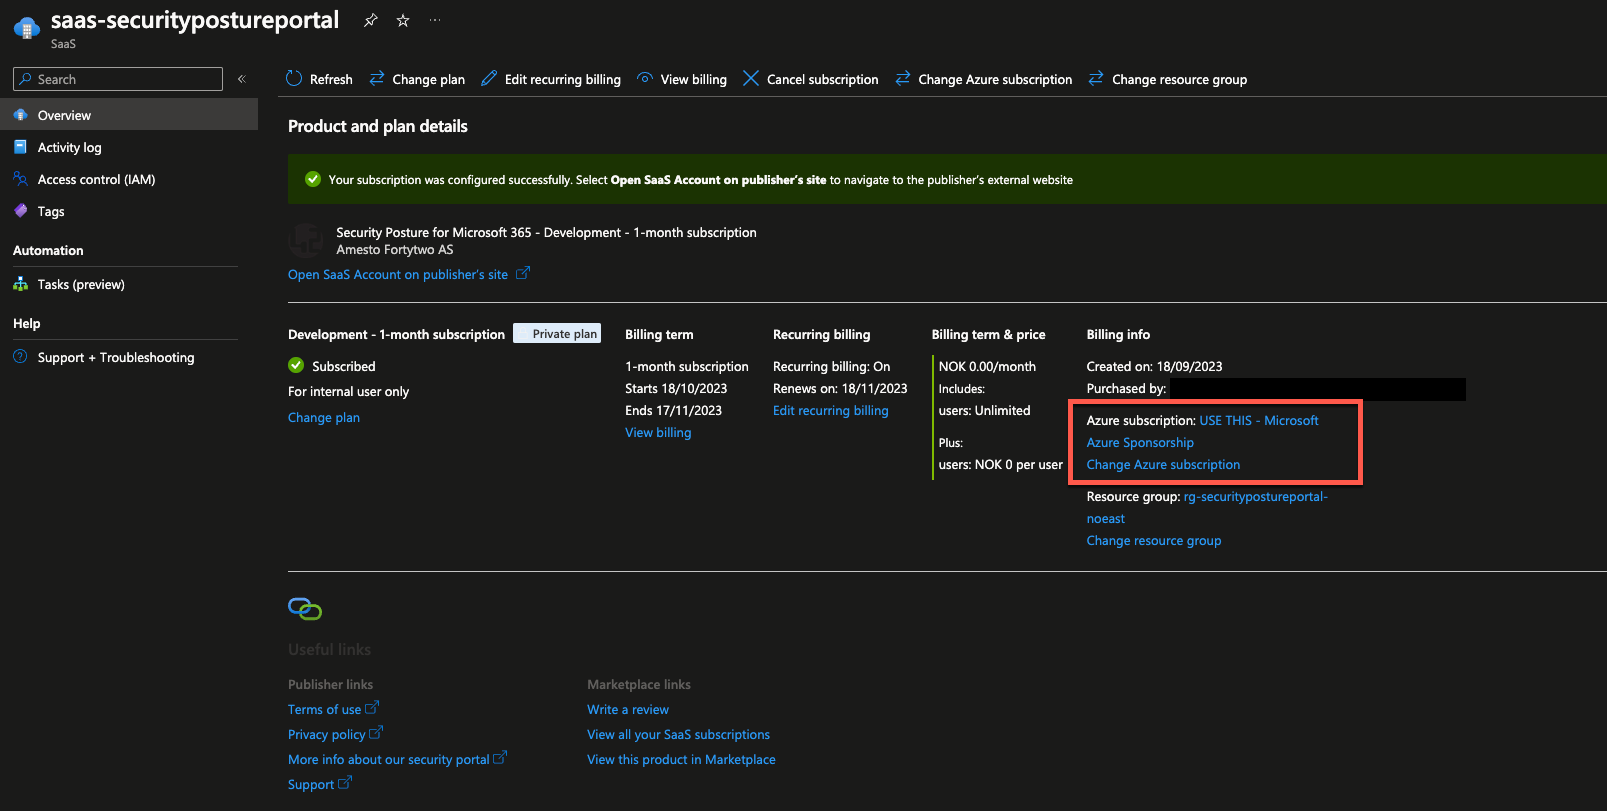 saas-securitypostureportal
SaaS
Search
Overview
Activity log
Access control (IAM)
Tags
Automation
Tasks (preview)
Help
Support + Troubleshooting
Refresh
Change plan
Edit recurring billing
View billing
Cancel subscription
Change Azure subscription
Change resource group
Product and plan details
Your subscription was configured successfully. Select Open SaaS Account on publisher's site to navigate to the publisher's external website
Security Posture for Microsoft 365 - Development - 1-month subscription
Amesto Fortytwo AS
Open SaaS Account on publisher's site
Development - 1-month subscription
Private plan
Subscribed
For internal user only
Change plan
Billing term
1-month subscription
Starts 18/10/2023
Ends 17/11/2023
View billing
Recurring billing
Recurring billing: On
Renews on: 18/11/2023
Edit recurring billing
Billing term & price
NOK 0.00/month
Includes:
users: Unlimited
Plus:
users: NOK 0 per user
Billing info
Created on: 18/09/2023
Purchased by:
Azure subscription: USE THIS - Microsoft
Azure Sponsorship
Change Azure subscription
Resource group: rg-securitypostureportal-
noeast
Change resource group
Useful links
Publisher links
Terms of use
Privacy policy
More info about our security portal
Support
Marketplace links
Write a review
View all your SaaS subscriptions
View this product in Marketplace